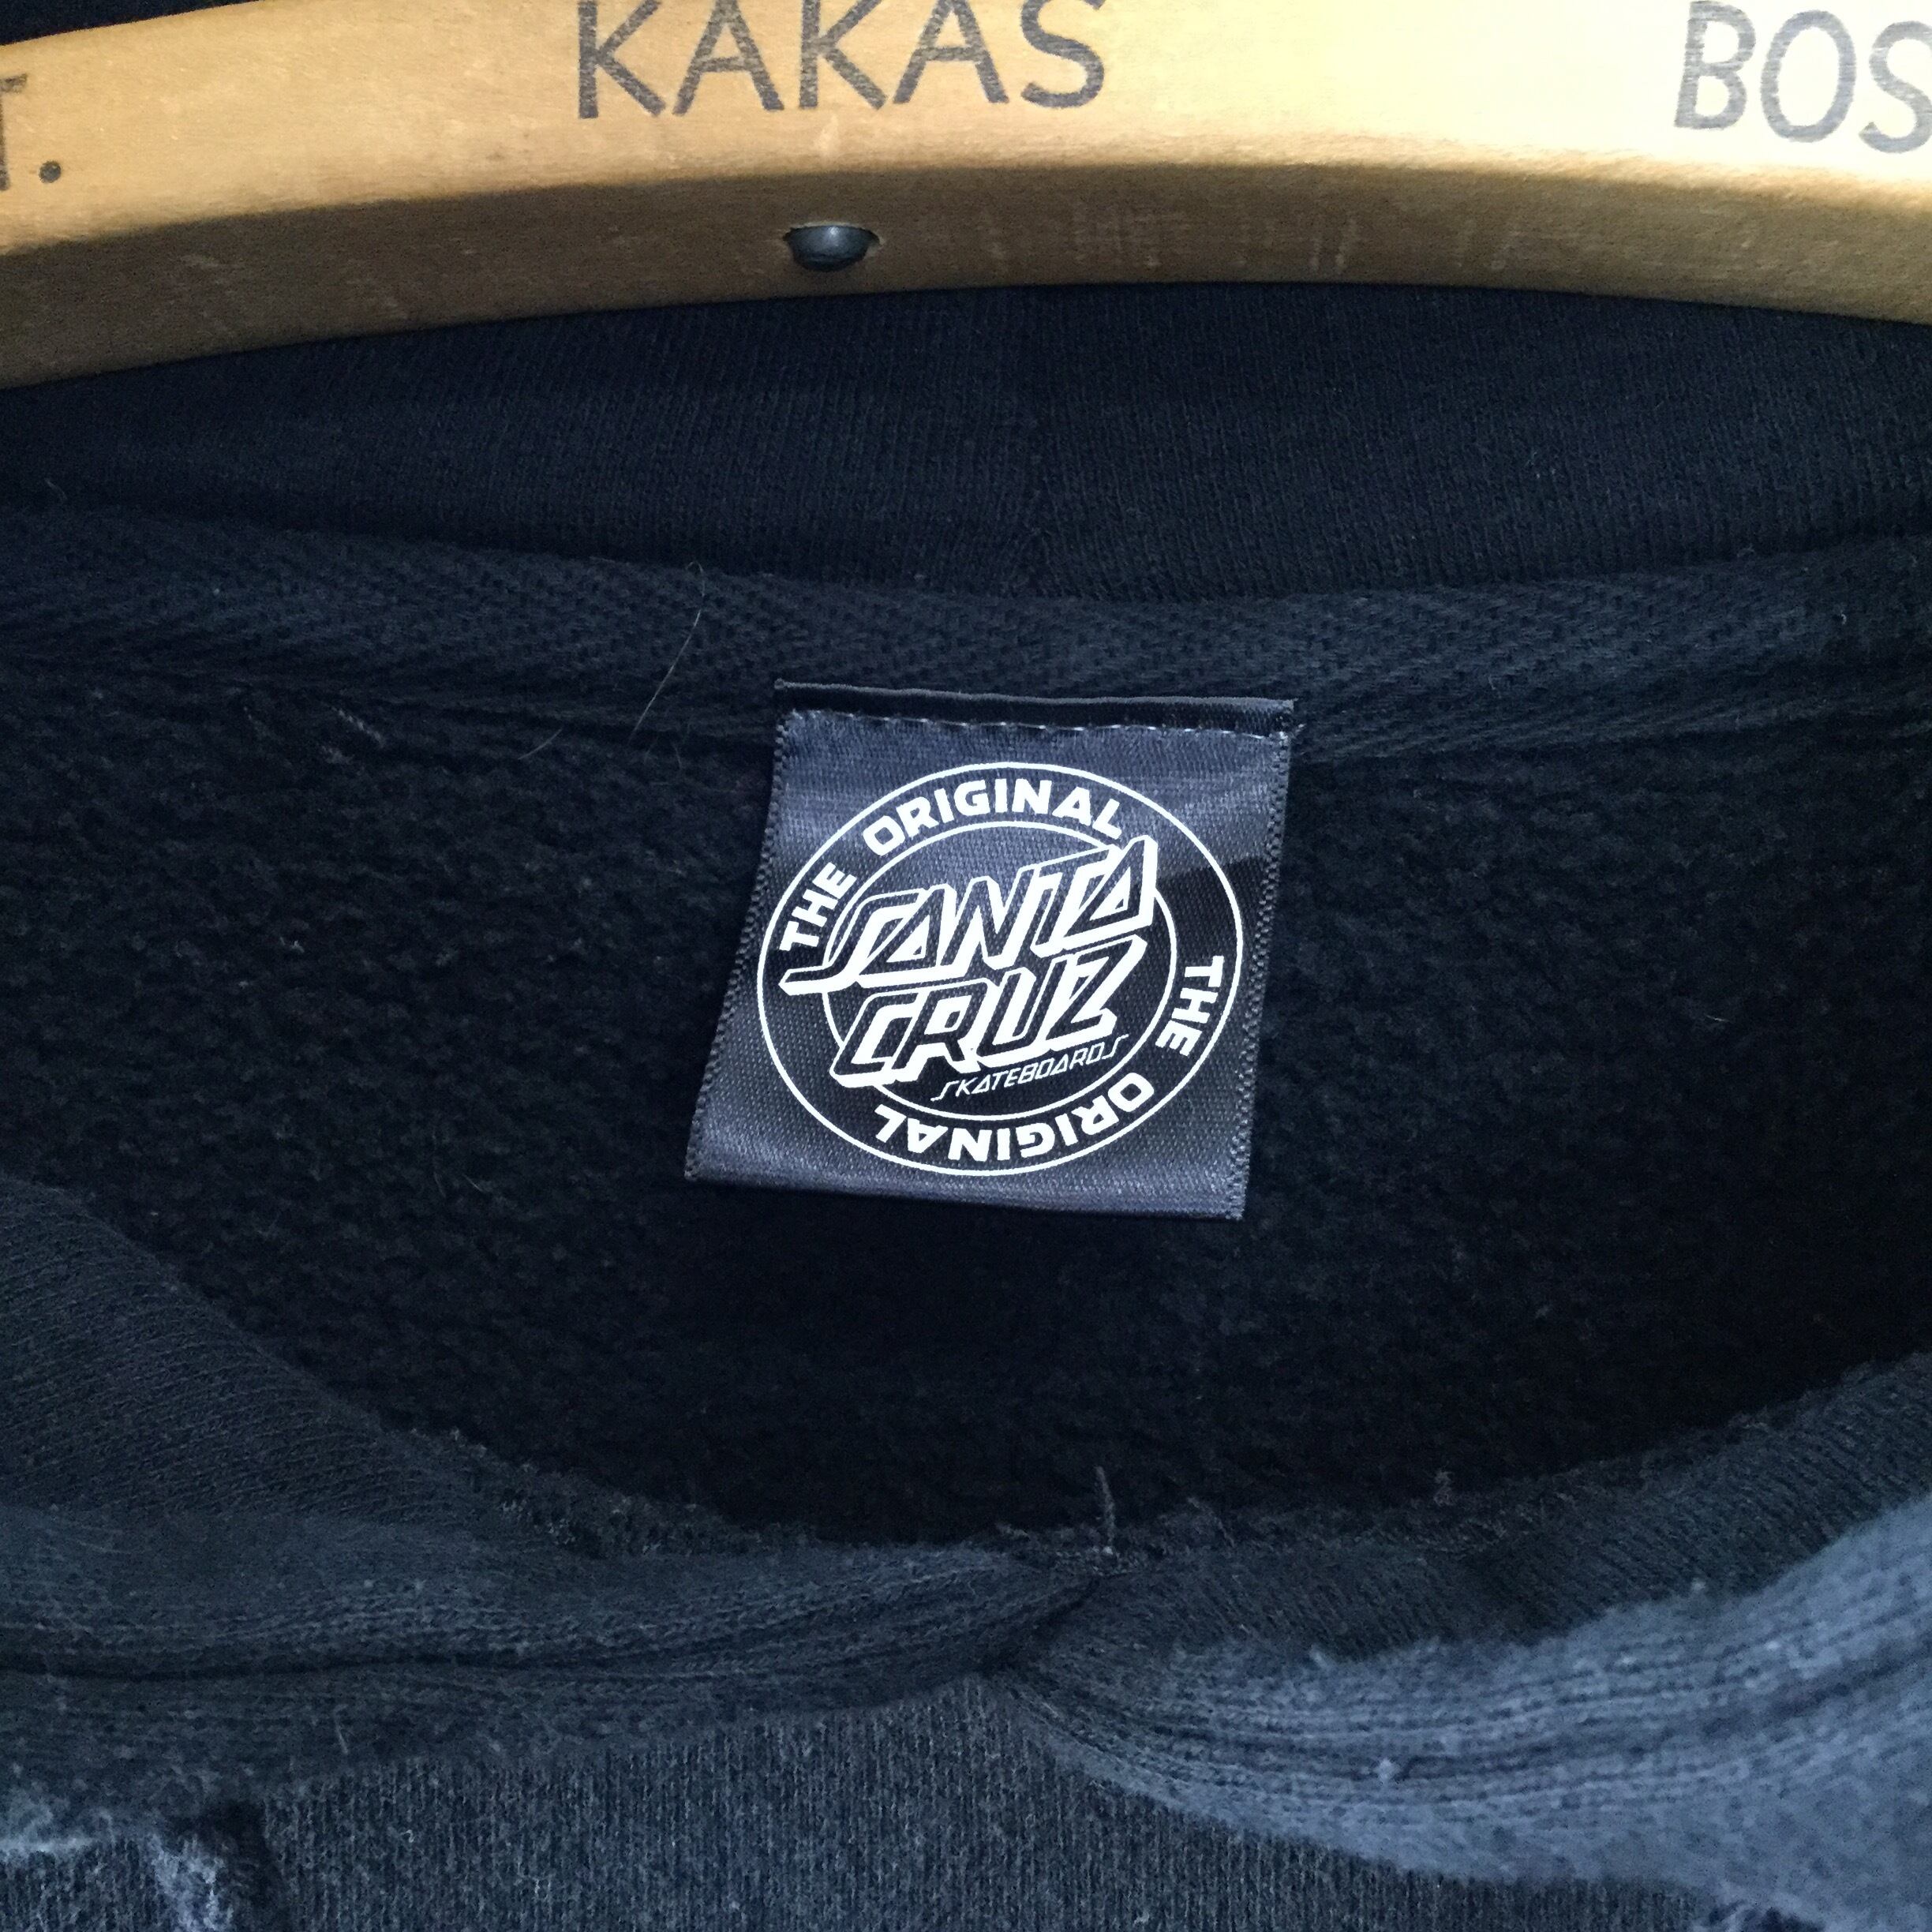 T. KAKAS BOS
THE ORIGINAL
SANTA
CRUZ
SKATEBOARDS
THE ORIGINAL